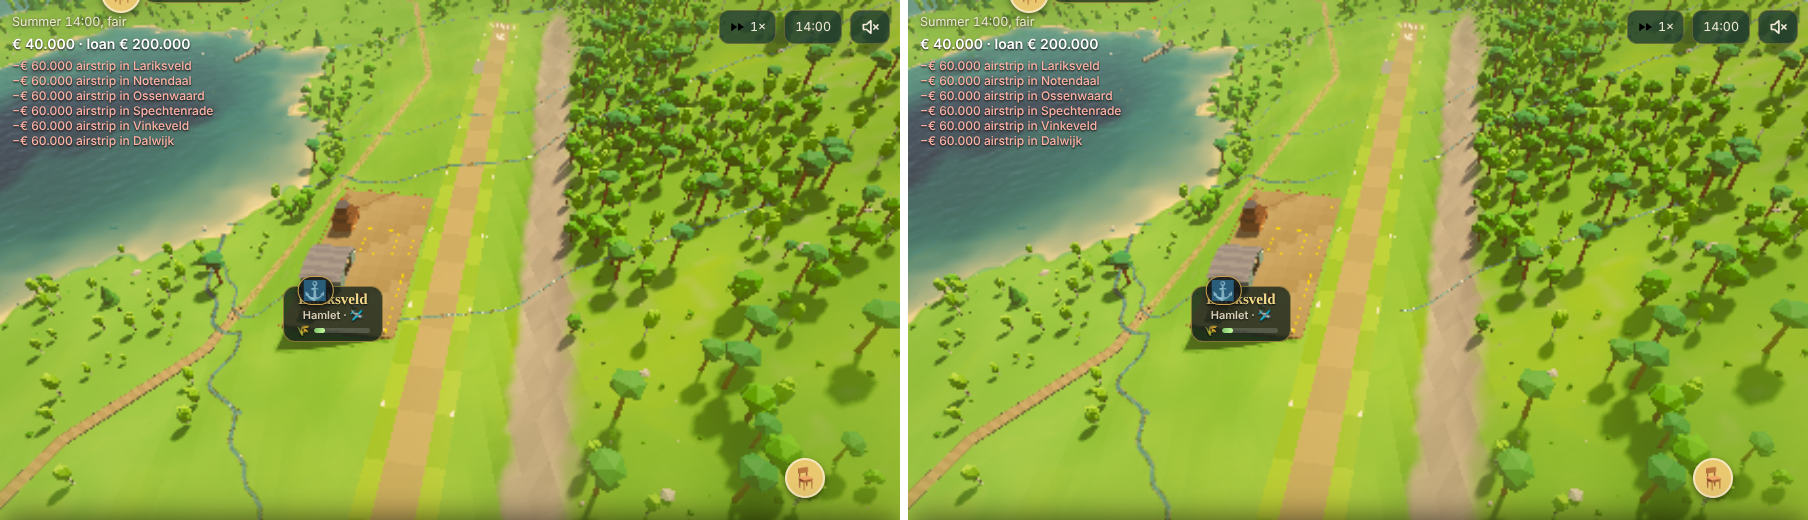 Summer 14:00, fair
€ 40.000 · loan € 200.000
−€ 60.000 airstrip in Lariksveld
−€ 60.000 airstrip in Notendaal
−€ 60.000 airstrip in Ossenwaard
−€ 60.000 airstrip in Spechtenrade
−€ 60.000 airstrip in Vinkeveld
−€ 60.000 airstrip in Dalwijk
1×
14:00
ksveld
Hamlet ·
Summer 14:00, fair
€ 40.000 · loan € 200.000
−€ 60.000 airstrip in Lariksveld
−€ 60.000 airstrip in Notendaal
−€ 60.000 airstrip in Ossenwaard
−€ 60.000 airstrip in Spechtenrade
−€ 60.000 airstrip in Vinkeveld
−€ 60.000 airstrip in Dalwijk
1×
14:00
ksveld
Hamlet ·